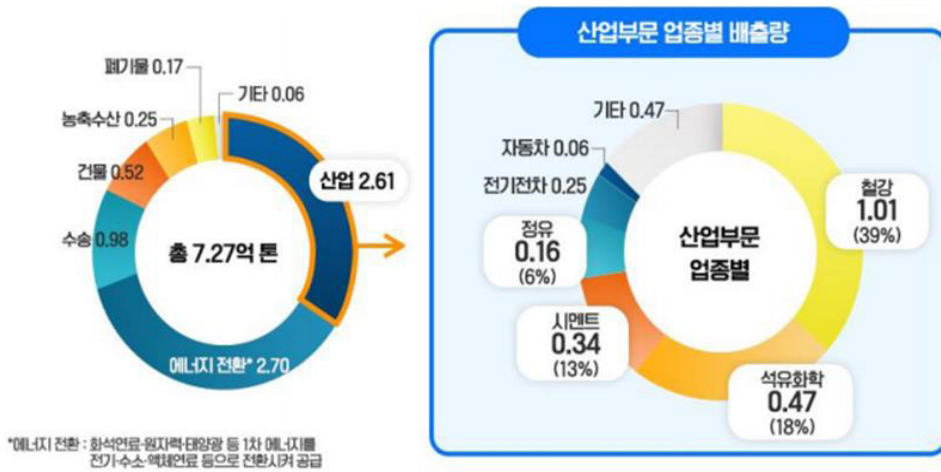 폐기물 0.17
기타 0.06
농축수산 0.25
건물 0.52
산업 2.61
수송 0.98
총 7.27억 톤
에너지 전환* 2.70
*에너지 전환 : 화석연료·원자력·태양광 등 1차 에너지를
전기·수소·액체연료 등으로 전환시켜 공급
산업부문 업종별 배출량
기타 0.47
자동차 0.06
전기전차 0.25
정유
0.16
(6%)
철강
1.01
(39%)
산업부문
업종별
시멘트
0.34
(13%)
석유화학
0.47
(18%)